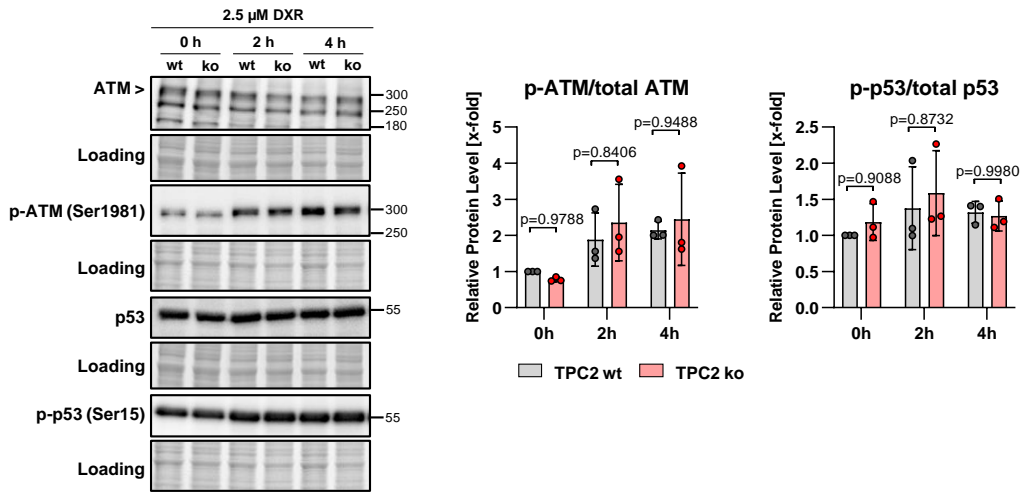 2.5 µM DXR
0 h 2 h 4 h
wt ko wt ko wt ko
ATM >
300
250
180
Loading
p-ATM (Ser1981)
300
250
Loading
p53
55
Loading
p-p53 (Ser15)
55
Loading
p-ATM/total ATM
Relative Protein Level [x-fold]
5
4
3
2
1
0
p=0.9788
p=0.8406
p=0.9488
0h 2h 4h
p-p53/total p53
Relative Protein Level [x-fold]
2.5
2.0
1.5
1.0
0.5
0.0
p=0.9088
p=0.8732
p=0.9980
0h 2h 4h
TPC2 wt TPC2 ko